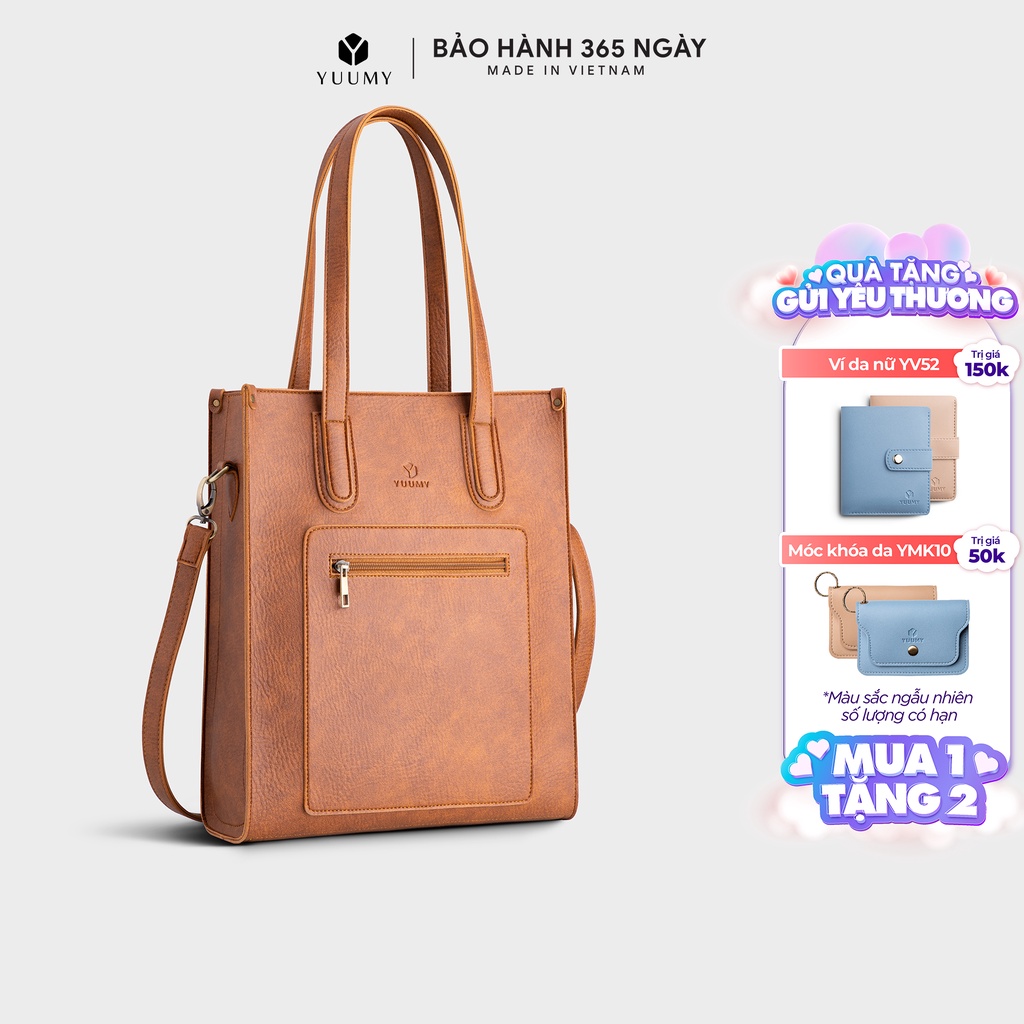 YUUMY
BẢO HÀNH 365 NGÀY
MADE IN VIETNAM
YUUMY
QUÀ TẶNG
GỬI YÊU THƯƠNG
Ví da nữ YV52
Trị giá
150k
YUUMY
Móc khóa da YMK10
Trị giá
50k
YUUMY
*Màu sắc ngẫu nhiên
số lượng có hạn
MUA 1
TẶNG 2